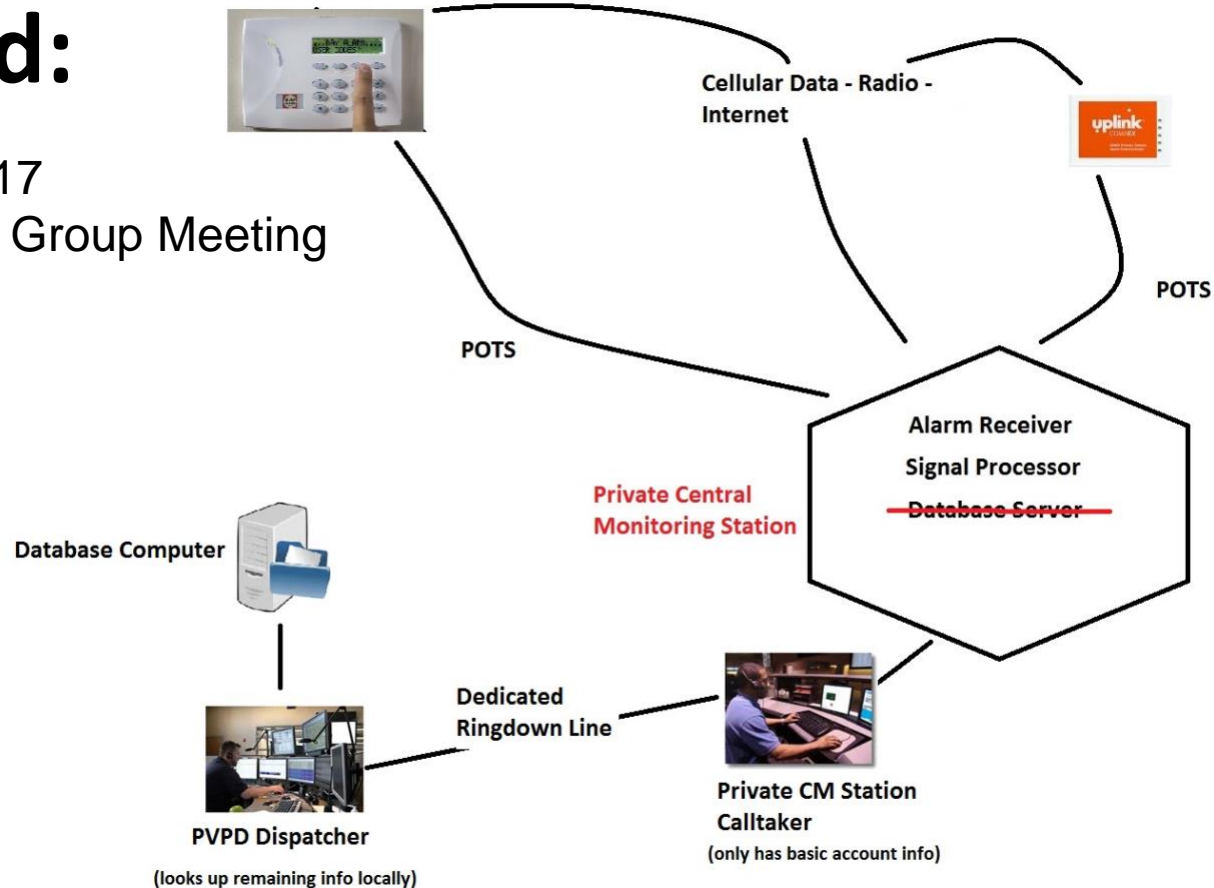 d:
17
Group Meeting
Cellular Data - Radio -
Internet
uplink
POTS
POTS
Alarm Receiver
Signal Processor
Database Server
Private Central
Monitoring Station
Database Computer
Dedicated
Ringdown Line
Private CM Station
Calltaker
(only has basic account info)
PVPD Dispatcher
(looks up remaining info locally)